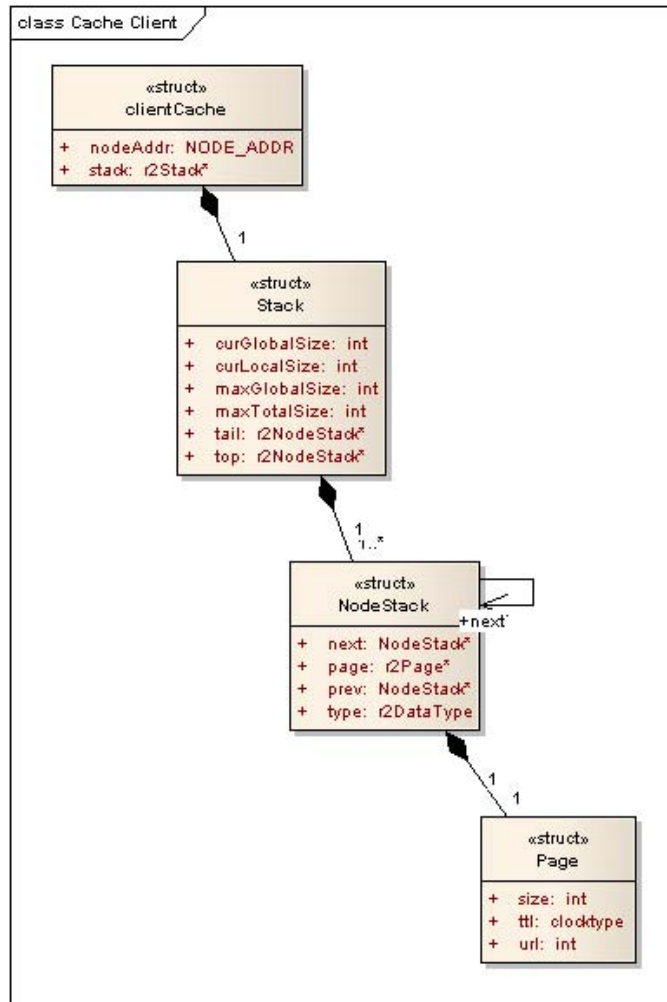 class Cache Client
«struct»
clientCache
+ nodeAddr: NODE_ADDR
+ stack: r2Stack*
1
«struct»
Stack
+ curGlobalSize: int
+ curLocalSize: int
+ maxGlobalSize: int
+ maxTotalSize: int
+ tail: r2NodeStack*
+ top: r2NodeStack*
1
1..*
«struct»
NodeStack
+ next: NodeStack*
+ page: r2Page*
+ prev: NodeStack*
+ type: r2DataType
+next
1
1
«struct»
Page
+ size: int
+ ttl: clocktype
+ url: int